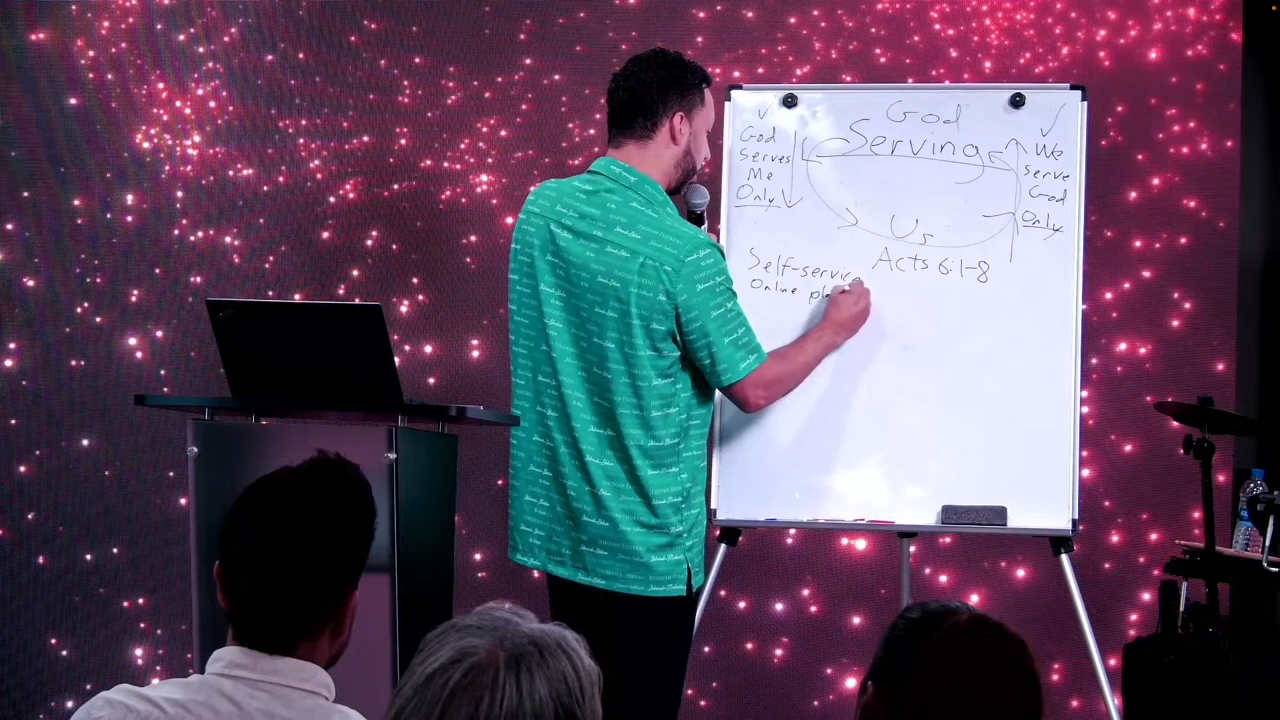 God
Serving
✓
God
Serves
Me
Only
✓
We
serve
God
Only
Us
Acts 6:1-8
Self-service
Online